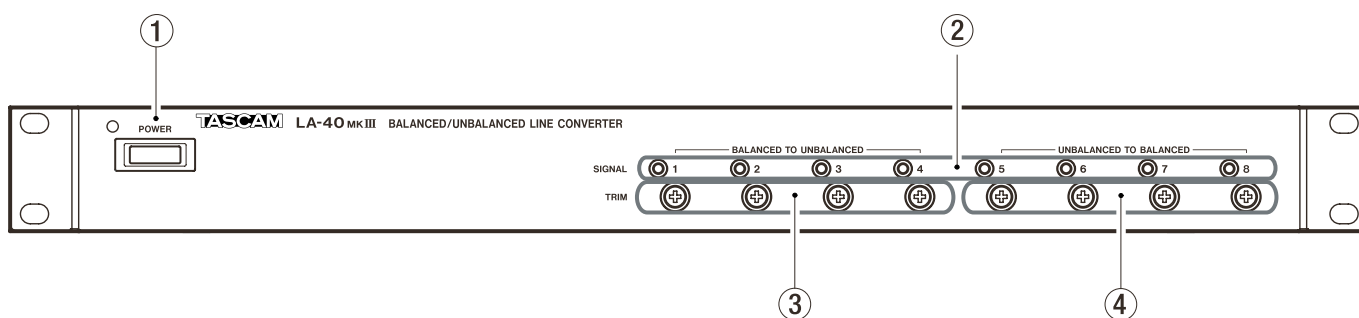 1
2
POWER
TASCAM LA-40 MKIII BALANCED/UNBALANCED LINE CONVERTER
BALANCED TO UNBALANCED
UNBALANCED TO BALANCED
SIGNAL 1 2 3 4 5 6 7 8
TRIM
3
4